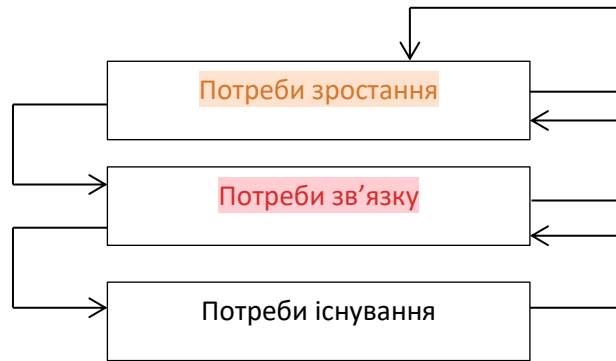 Потреби зростання
Потреби зв’язку
Потреби існування